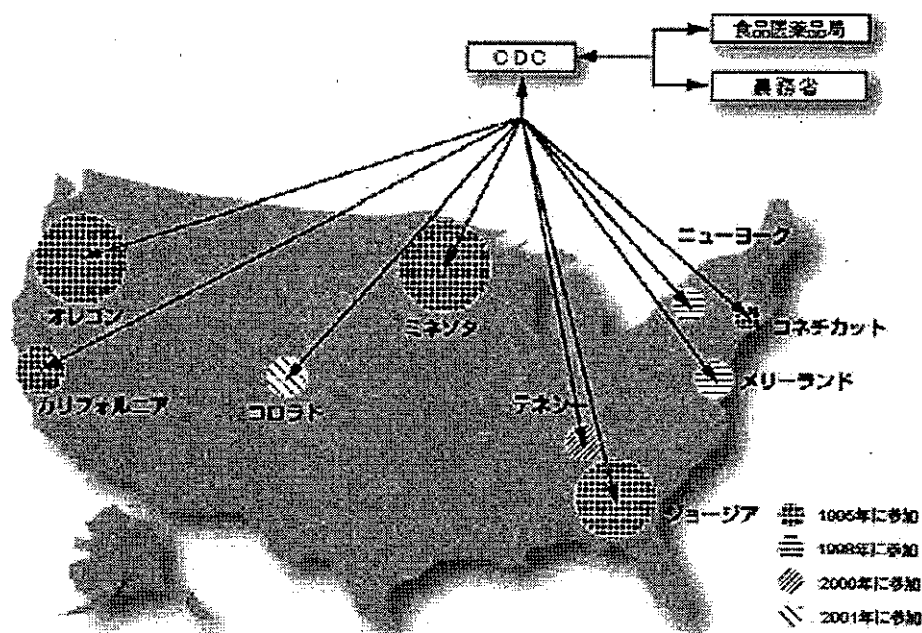 食品医薬品局
CDC
農務省
ニューヨーク
オレゴン
ミネソタ
コネチカット
カリフォルニア
コロラド
テネシー
メリーランド
ジョージア
1995年に参加
1998年に参加
2000年に参加
2001年に参加